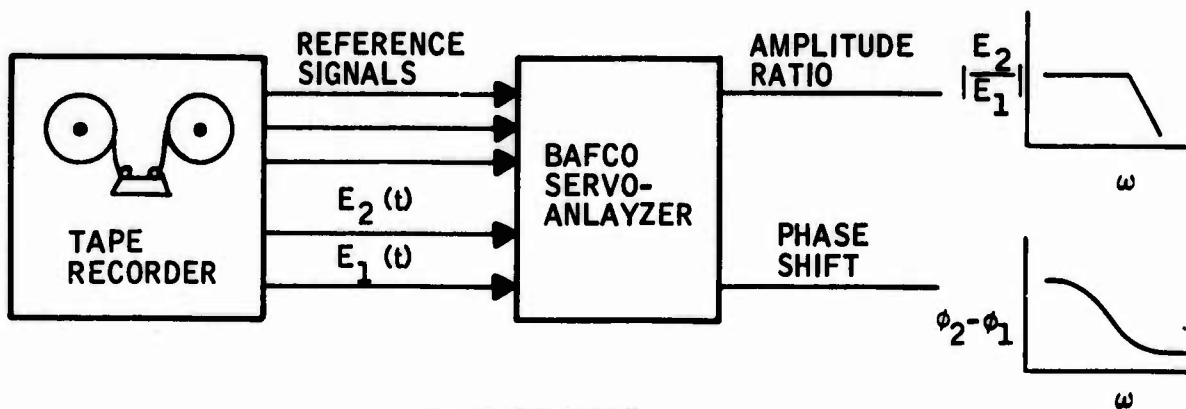 REFERENCE
SIGNALS
TAPE
RECORDER
E2 (t)
E1 (t)
BAFCO
SERVO-
ANLAYZER
AMPLITUDE
RATIO
|E2/E1|
ω
PHASE
SHIFT
ϕ2-ϕ1
ω